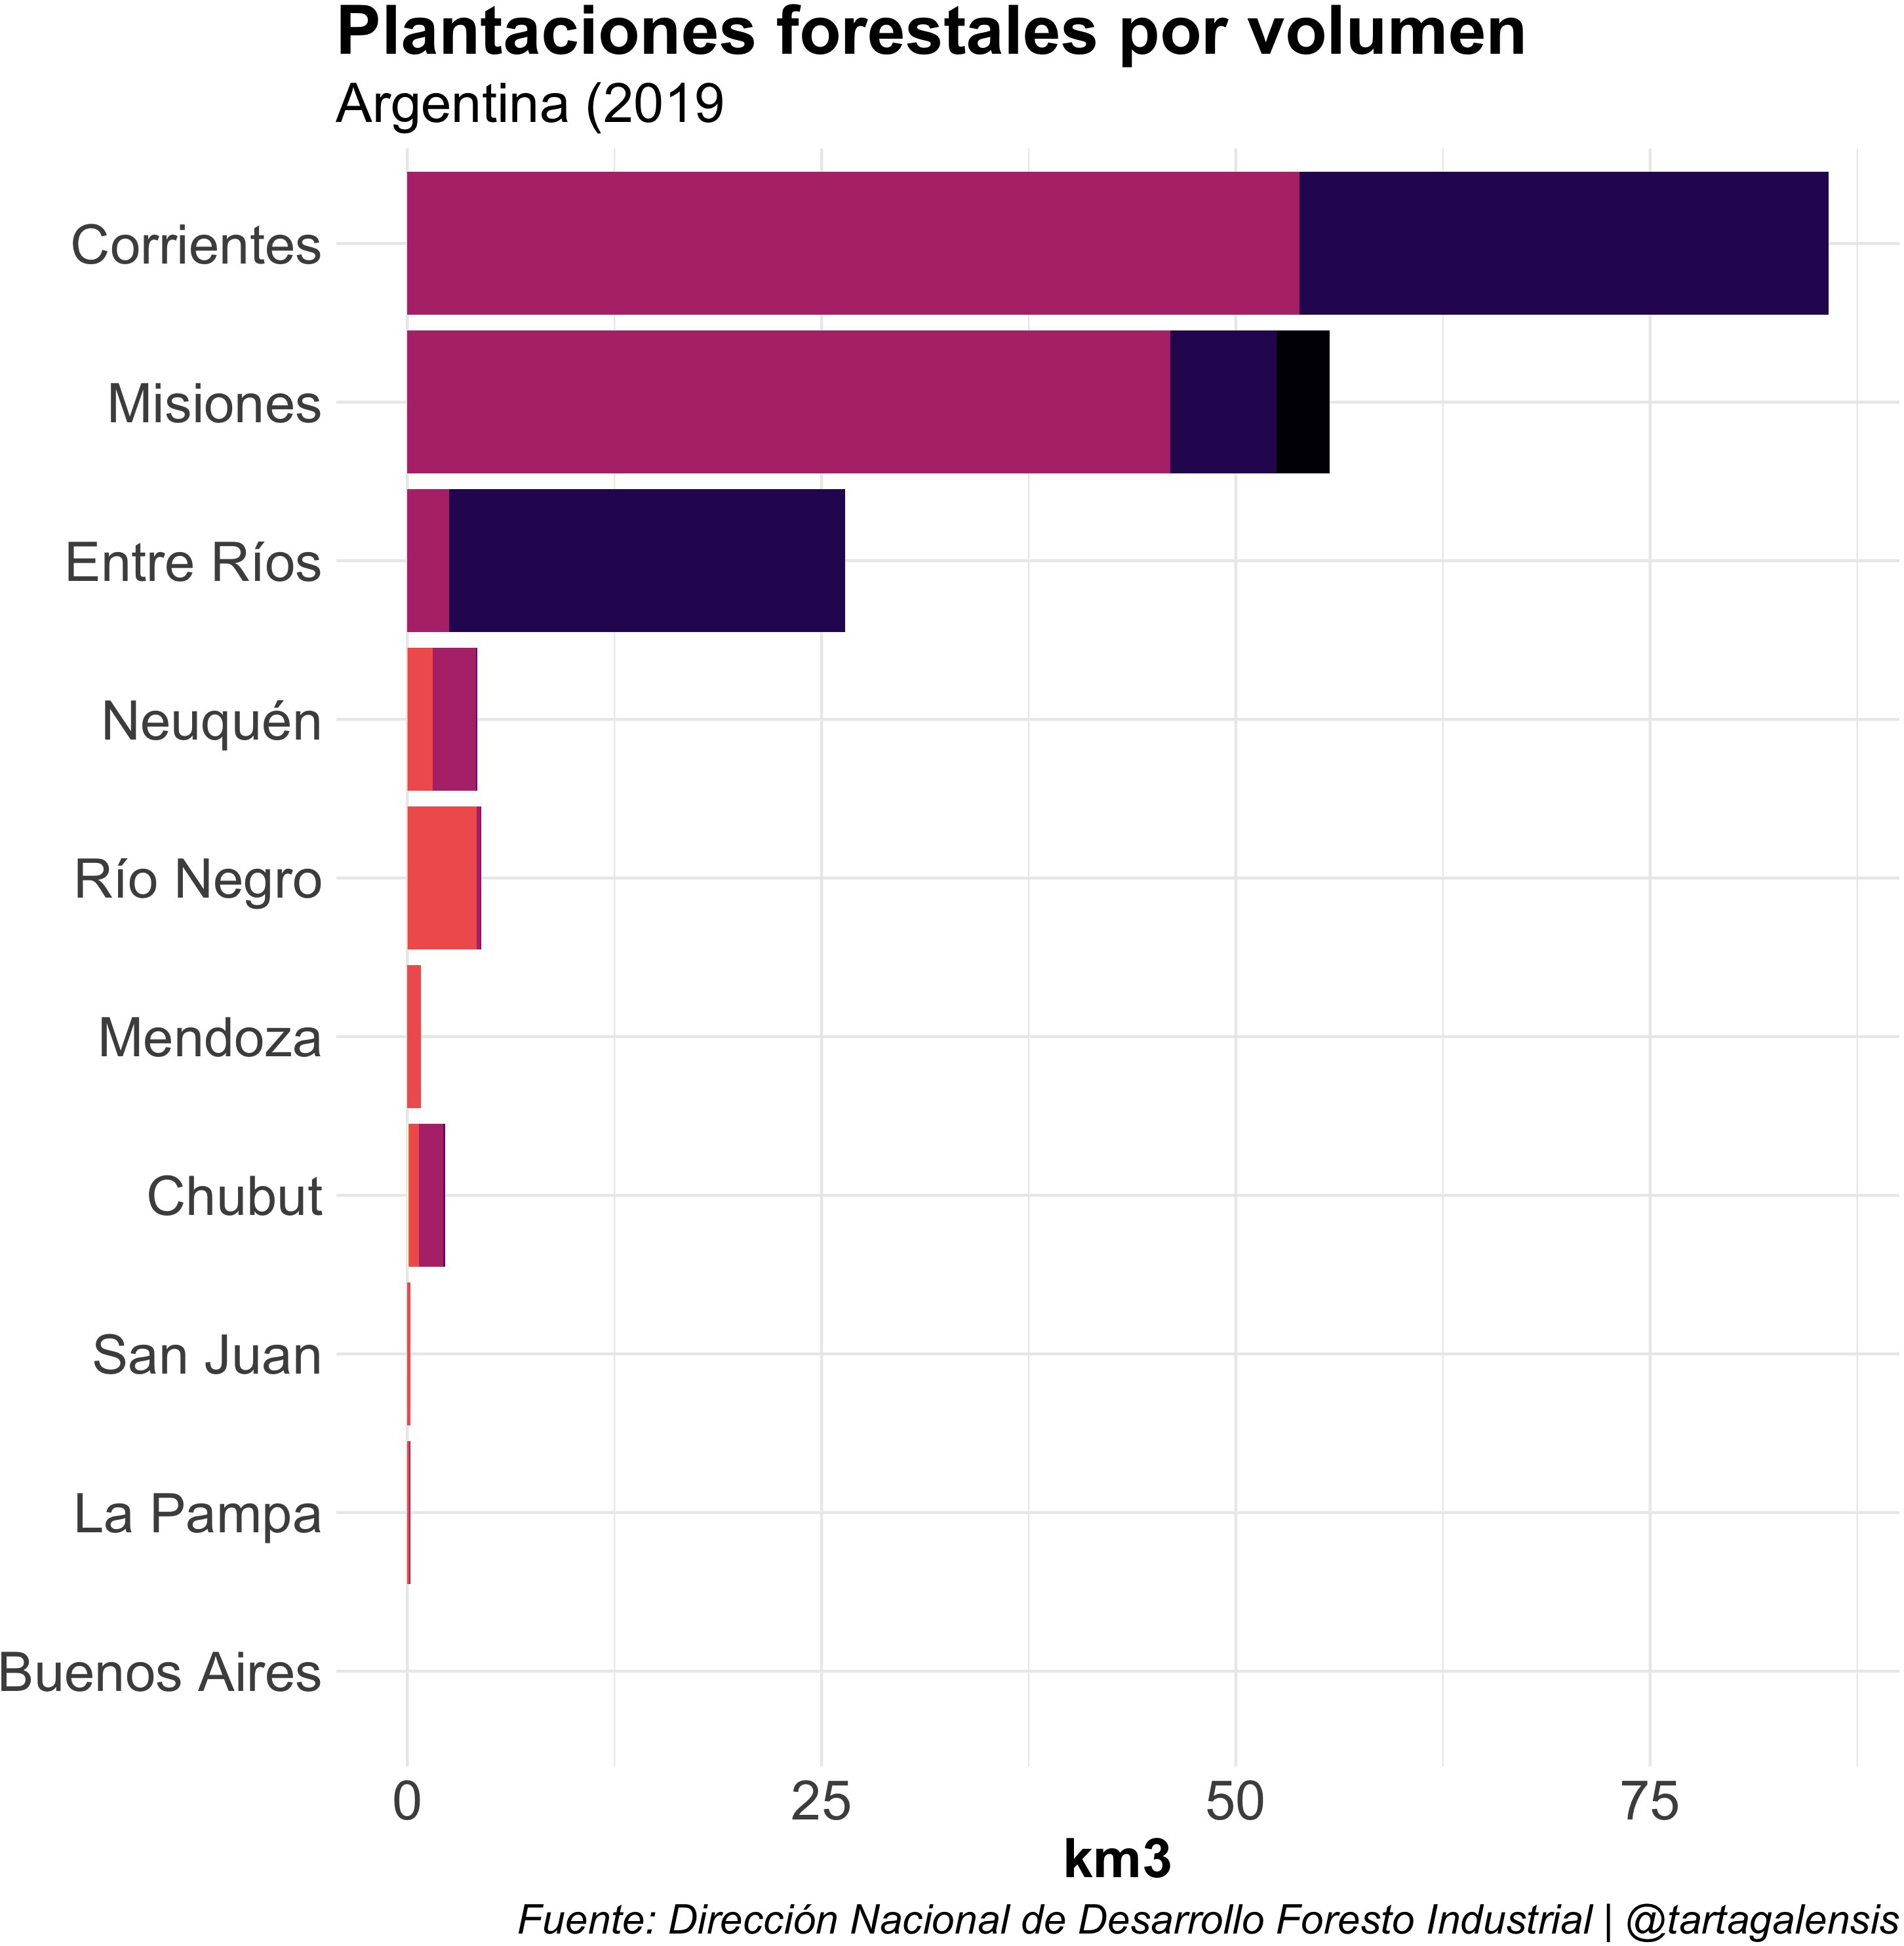 Plantaciones forestales por volumen
Argentina (2019
Corrientes
Misiones
Entre Ríos
Neuquén
Río Negro
Mendoza
Chubut
San Juan
La Pampa
Buenos Aires
0 25 50 75
km3
Fuente: Dirección Nacional de Desarrollo Foresto Industrial | @tartagalensis